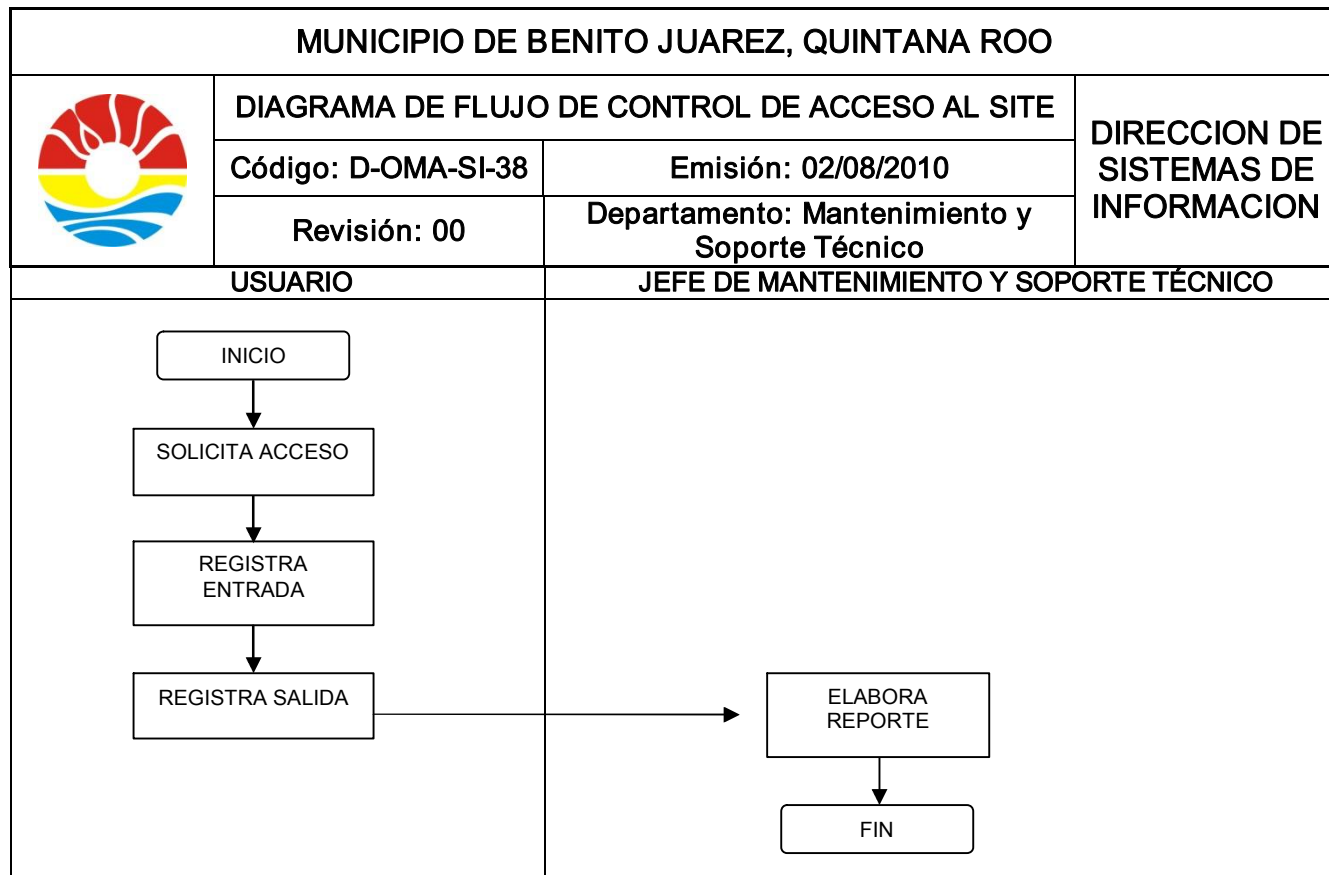 MUNICIPIO DE BENITO JUAREZ, QUINTANA ROO
DIAGRAMA DE FLUJO DE CONTROL DE ACCESO AL SITE
Código: D-OMA-SI-38
Emisión: 02/08/2010
Revisión: 00
Departamento: Mantenimiento y
Soporte Técnico
DIRECCION DE
SISTEMAS DE
INFORMACION
USUARIO
JEFE DE MANTENIMIENTO Y SOPORTE TÉCNICO
INICIO
SOLICITA ACCESO
REGISTRA
ENTRADA
REGISTRA SALIDA
ELABORA
REPORTE
FIN